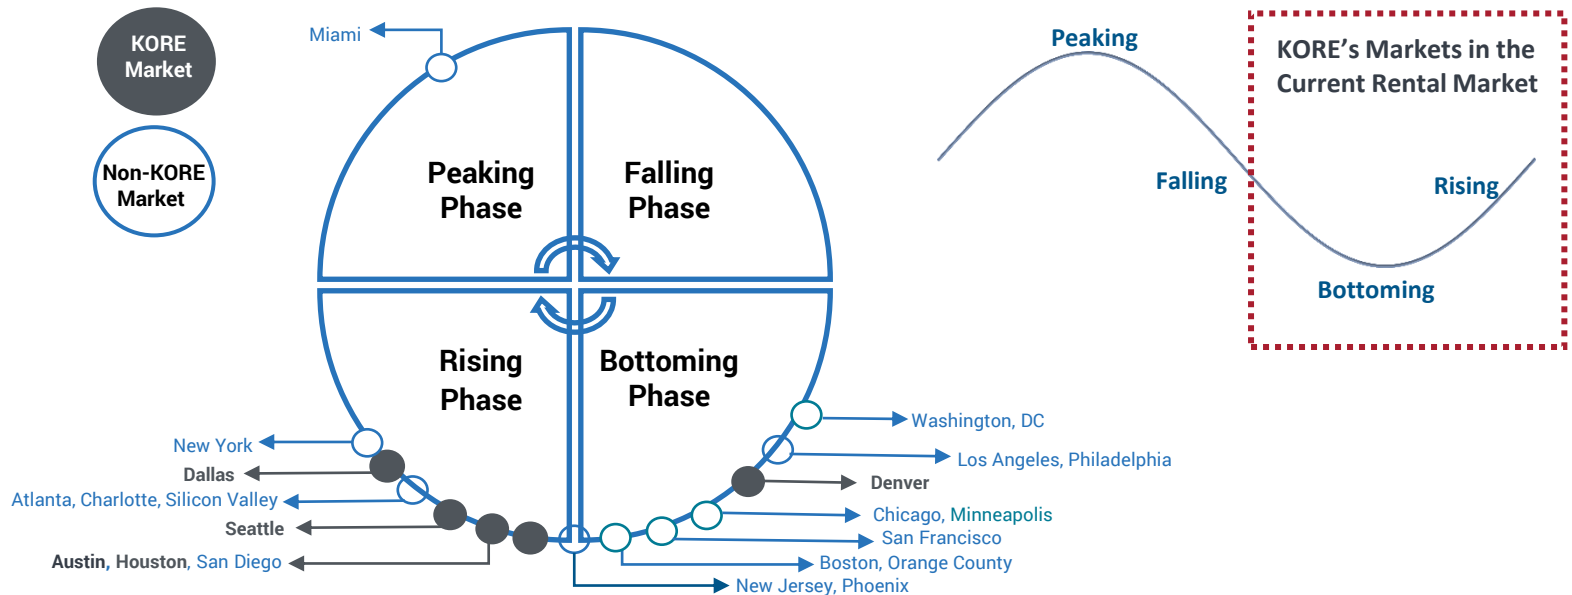 KORE
Market
Non-KORE
Market
Miami
Peaking
Phase
Falling
Phase
Rising
Phase
Bottoming
Phase
New York
Dallas
Atlanta, Charlotte, Silicon Valley
Seattle
Austin, Houston, San Diego
Washington, DC
Los Angeles, Philadelphia
Denver
Chicago, Minneapolis
San Francisco
Boston, Orange County
New Jersey, Phoenix
Peaking
Falling
Bottoming
Rising
KORE’s Markets in the
Current Rental Market